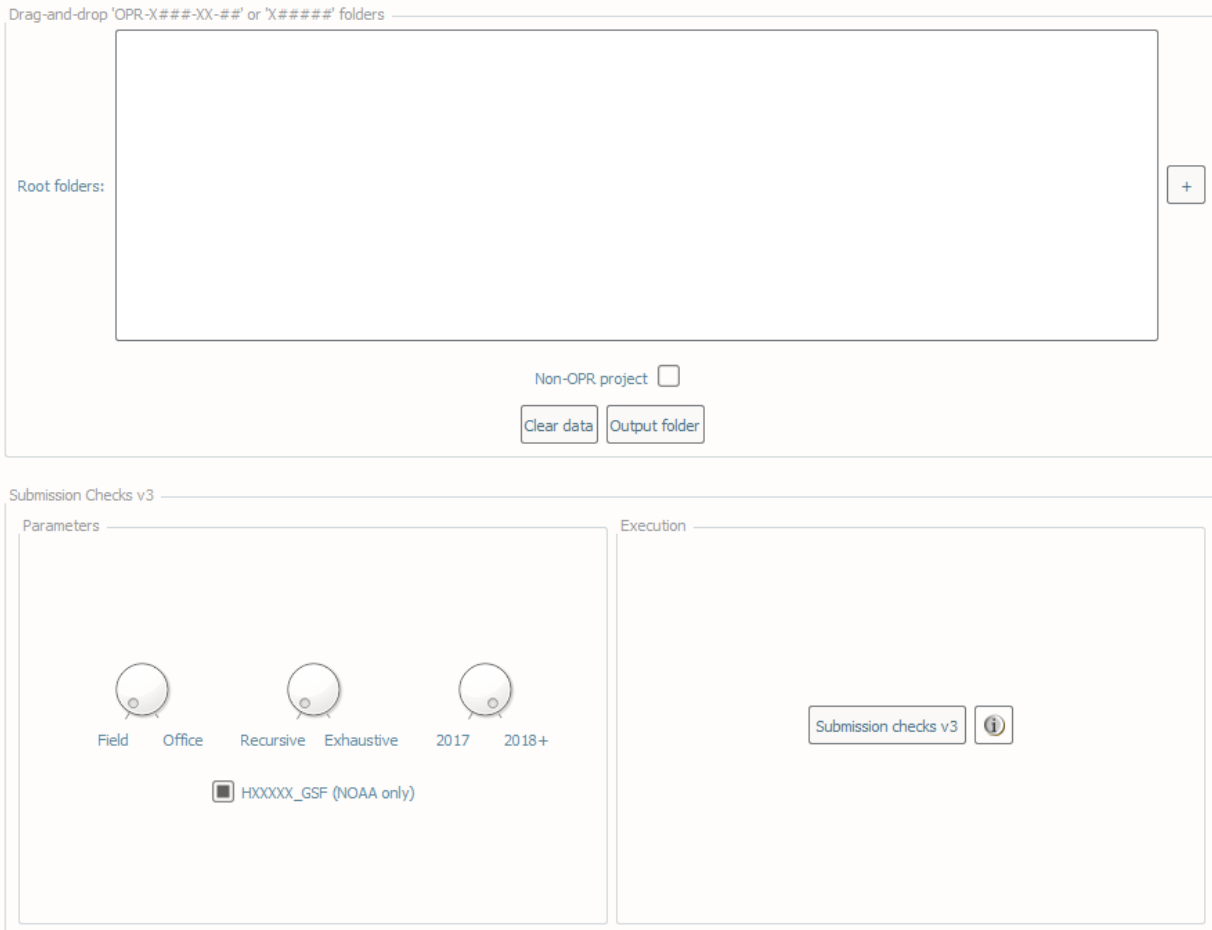 Drag-and-drop 'OPR-X###-XX-##' or 'X#####' folders
Root folders:
+
Non-OPR project
Clear data Output folder
Submission Checks v3
Parameters
Execution
Field Office Recursive Exhaustive 2017 2018+
HXXXXX_GSF (NOAA only)
Submission checks v3
i